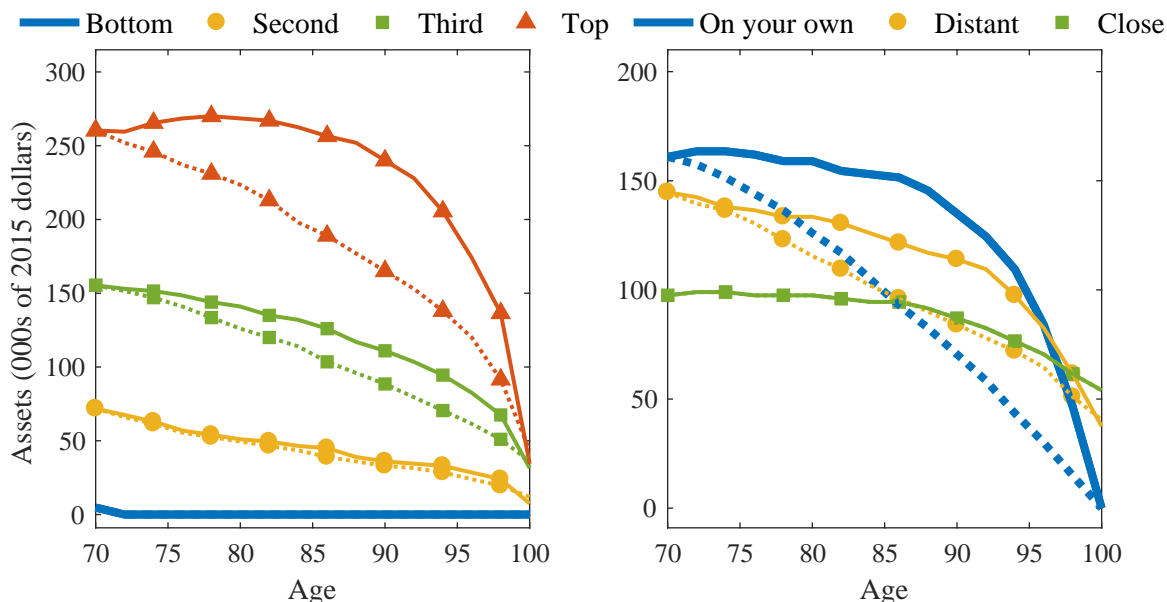 Bottom Second Third Top On your own Distant Close
Assets (000s of 2015 dollars)
300
250
200
150
100
50
0
70 75 80 85 90 95 100
Age
200
150
100
50
0
70 75 80 85 90 95 100
Age